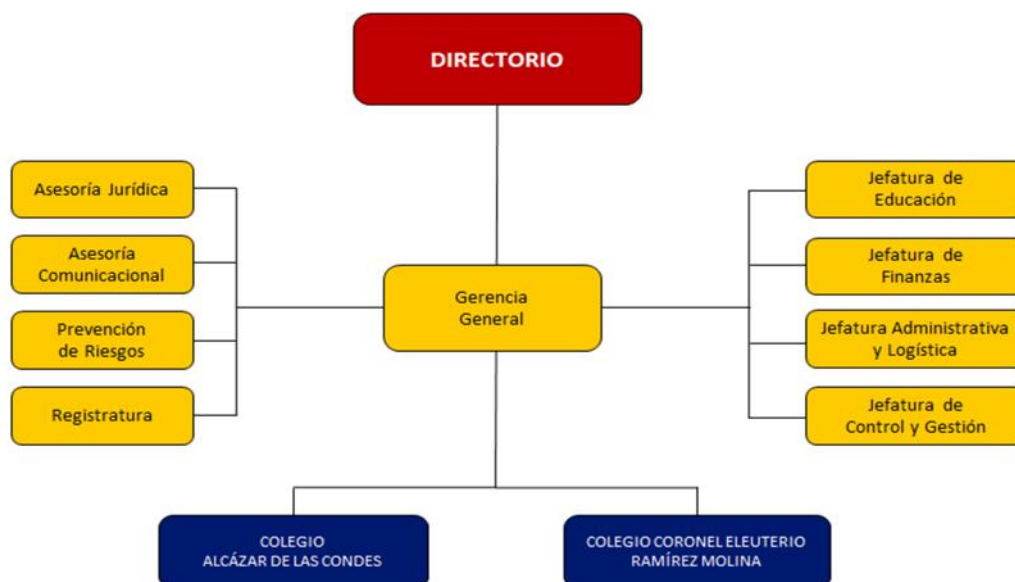 DIRECTORIO
Asesoría Jurídica
Asesoría
Comunicacional
Prevención
de Riesgos
Registratura
Gerencia
General
Jefatura de
Educación
Jefatura de
Finanzas
Jefatura Administrativa
y Logística
Jefatura de
Control y Gestión
COLEGIO
ALCÁZAR DE LAS CONDES
COLEGIO CORONEL ELEUTERIO
RAMÍREZ MOLINA